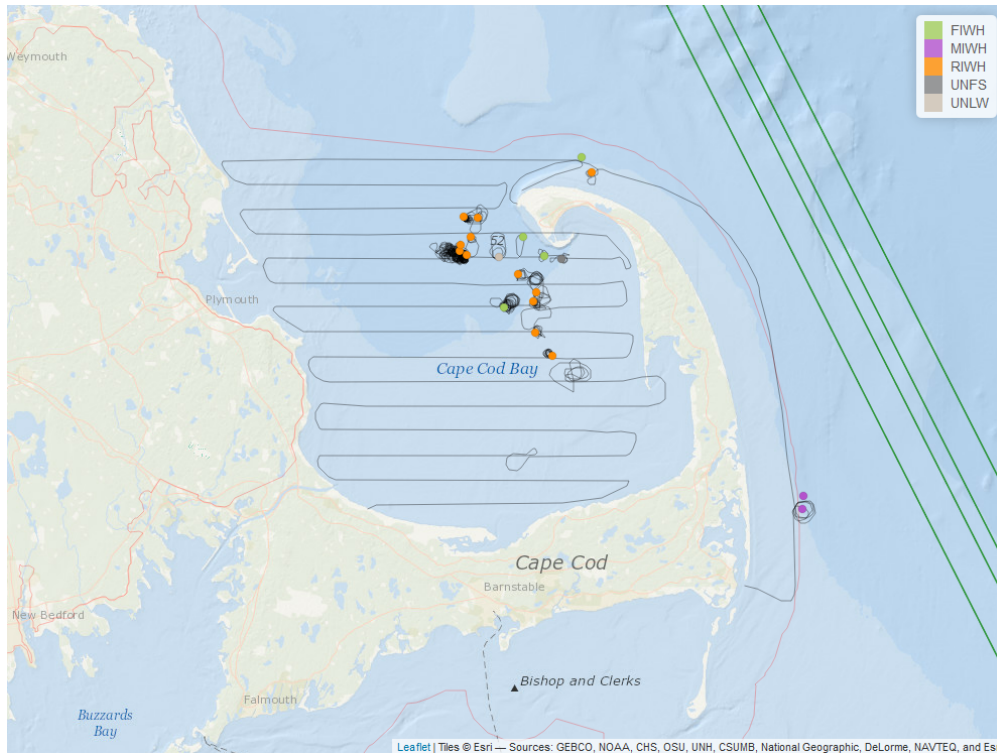 FIWH
MIWH
RIWH
UNFS
UNLW
Weymouth
52
Plymouth
Cape Cod Bay
Cape Cod
Barnstable
New Bedford
Bishop and Clerks
Falmouth
Buzzards
Bay
Leaflet | Tiles © Esri — Sources: GEBCO, NOAA, CHS, OSU, UNH, CSUMB, National Geographic, DeLorme, NAVTEQ, and Es